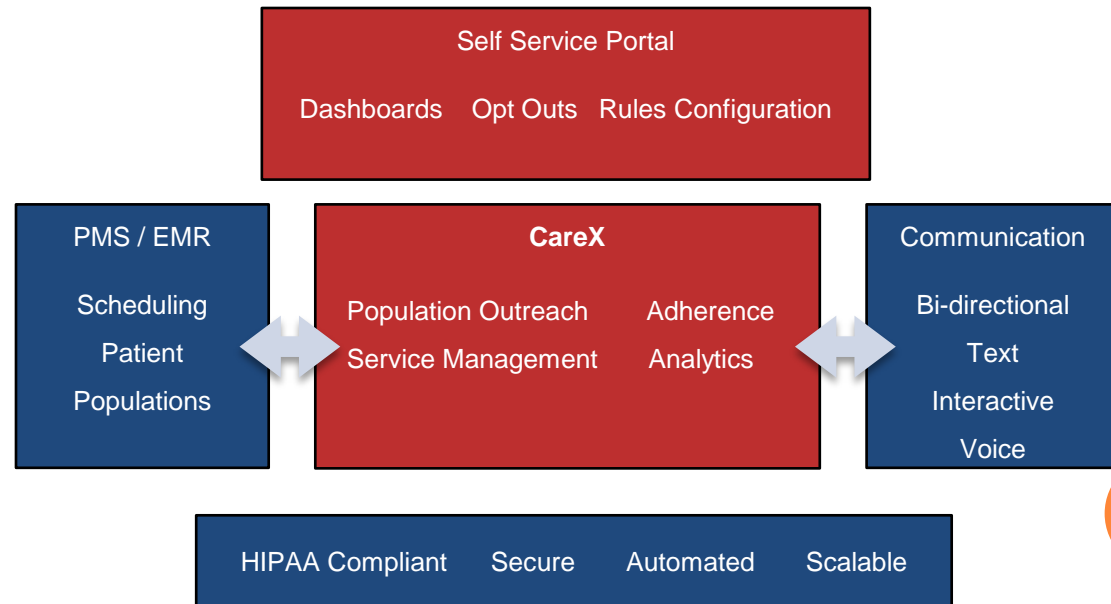 Self Service Portal
Dashboards Opt Outs Rules Configuration
PMS / EMR
Scheduling
Patient
Populations
CareX
Population Outreach Adherence
Service Management Analytics
Communication
Bi-directional
Text
Interactive
Voice
HIPAA Compliant Secure Automated Scalable